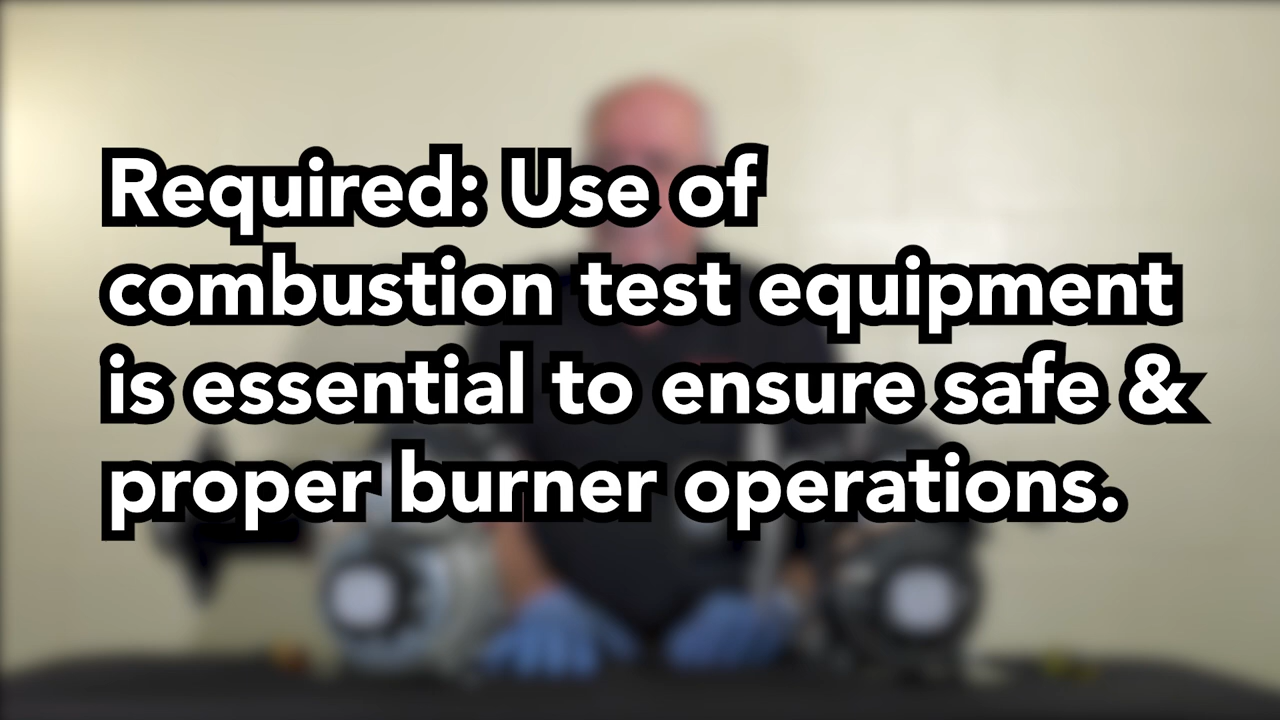 Required: Use of
combustion test equipment
is essential to ensure safe &
proper burner operations.